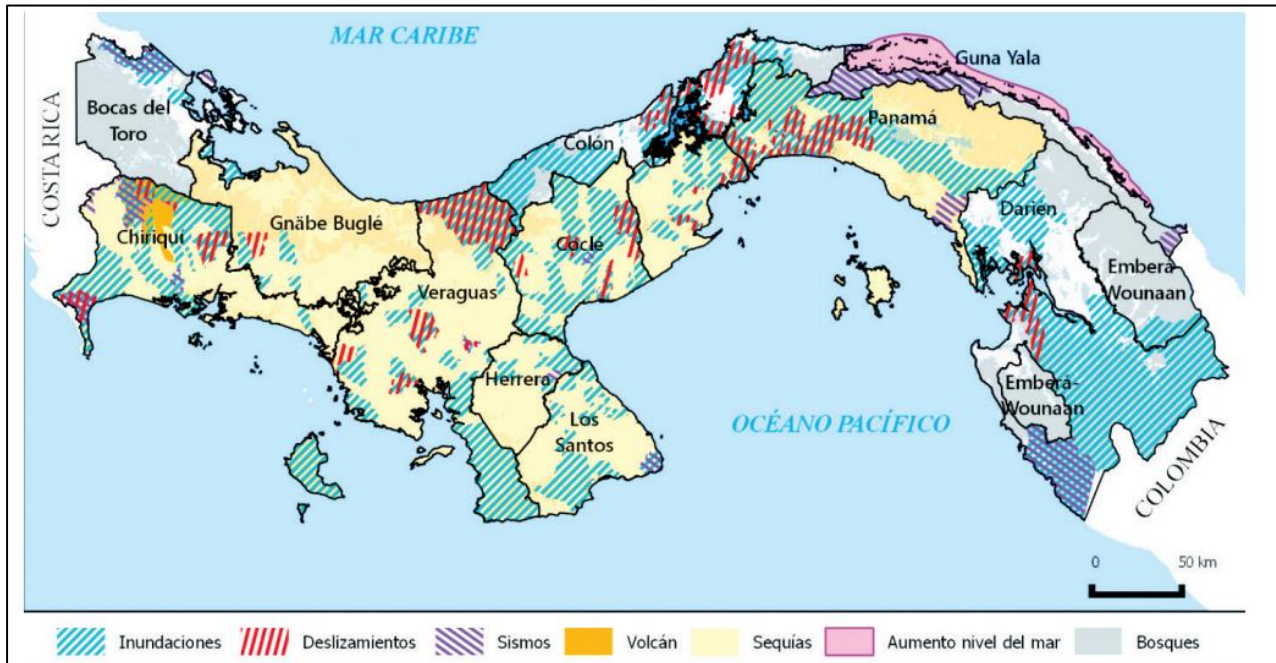 MAR CARIBE
Guna Yala
COSTA RICA
Bocas del
Toro
Panamá
Colón
Darién
Gnäbe Buglé
Chiriquí
Coclé
Emberá
Wounaan
Veraguas
Herrera
Emberá-
Wounaan
Los
Santos
OCÉANO PACÍFICO
COLOMBIA
0 50 km
Inundaciones Deslizamientos Sismos Volcán Sequías Aumento nivel del mar Bosques